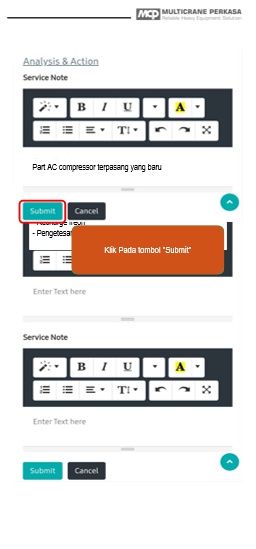 MCP MULTICRANE PERKASA
Reliable Heavy Equipment Solution
Analysis & Action
Service Note
B I U A
Part AC compressor terpasang yang baru
Submit Cancel
- Pengetesan
Klik Pada tombol "Submit"
Enter Text here
Service Note
B I U A
Enter Text here
Submit Cancel